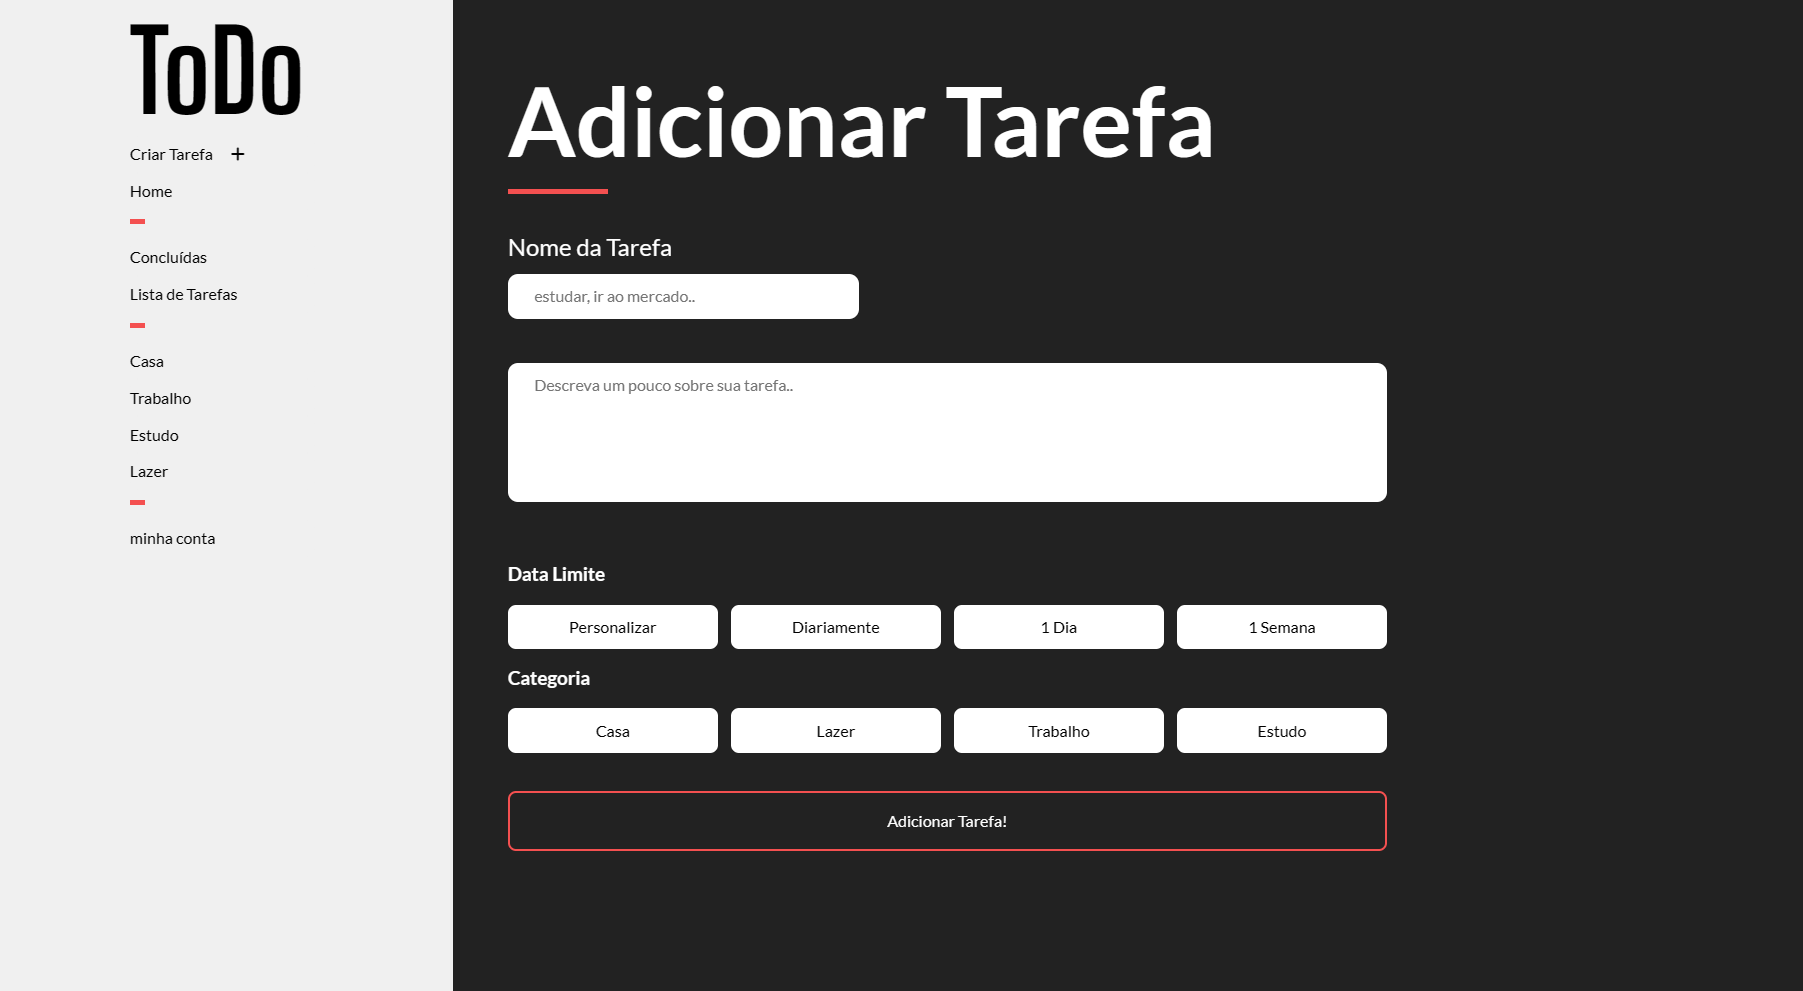 ToDo
Criar Tarefa +
Home
Concluídas
Lista de Tarefas
Casa
Trabalho
Estudo
Lazer
minha conta
Adicionar Tarefa
Nome da Tarefa
estudar, ir ao mercado..
Descreva um pouco sobre sua tarefa..
Data Limite
Personalizar Diariamente 1 Dia 1 Semana
Categoria
Casa Lazer Trabalho Estudo
Adicionar Tarefa!